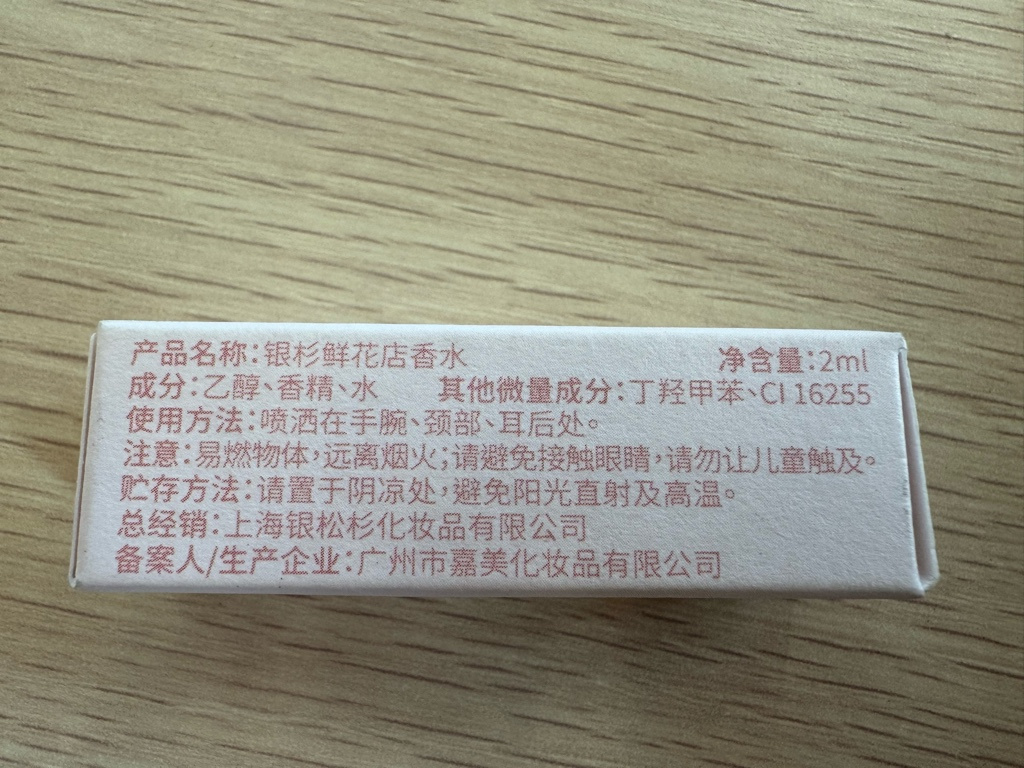 产品名称：银杉鲜花店香水 净含量：2ml
成分：乙醇、香精、水 其他微量成分：丁羟甲苯、CI 16255
使用方法：喷洒在手腕、颈部、耳后处。
注意：易燃物体，远离烟火；请避免接触眼睛，请勿让儿童触及。
贮存方法：请置于阴凉处，避免阳光直射及高温。
总经销：上海银松杉化妆品有限公司
备案人/生产企业：广州市嘉美化妆品有限公司